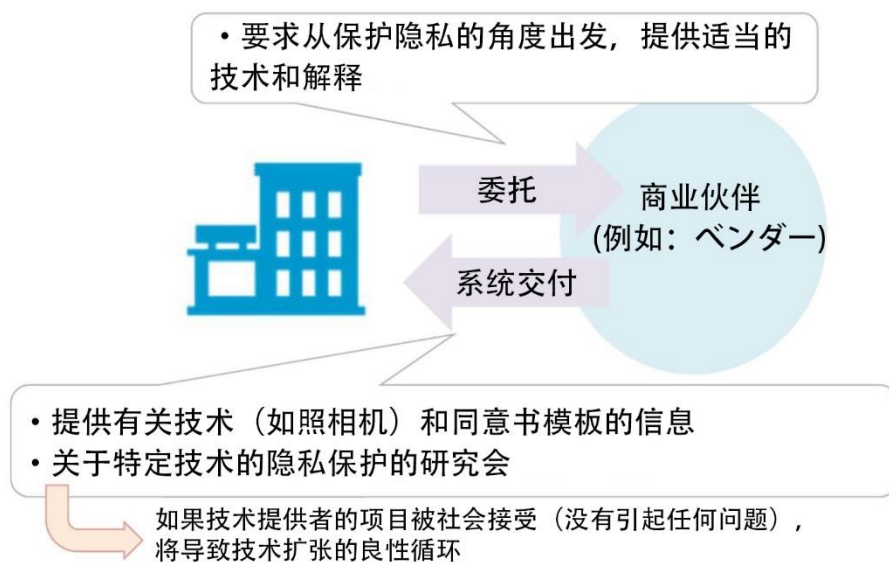 ・要求从保护隐私的角度出发，提供适当的
技术和解释
委托
商业伙伴
(例如：ベンダー)
系统交付
・提供有关技术（如照相机）和同意书模板的信息
・关于特定技术的隐私保护的研究会
如果技术提供者的项目被社会接受（没有引起任何问题），
将导致技术扩张的良性循环